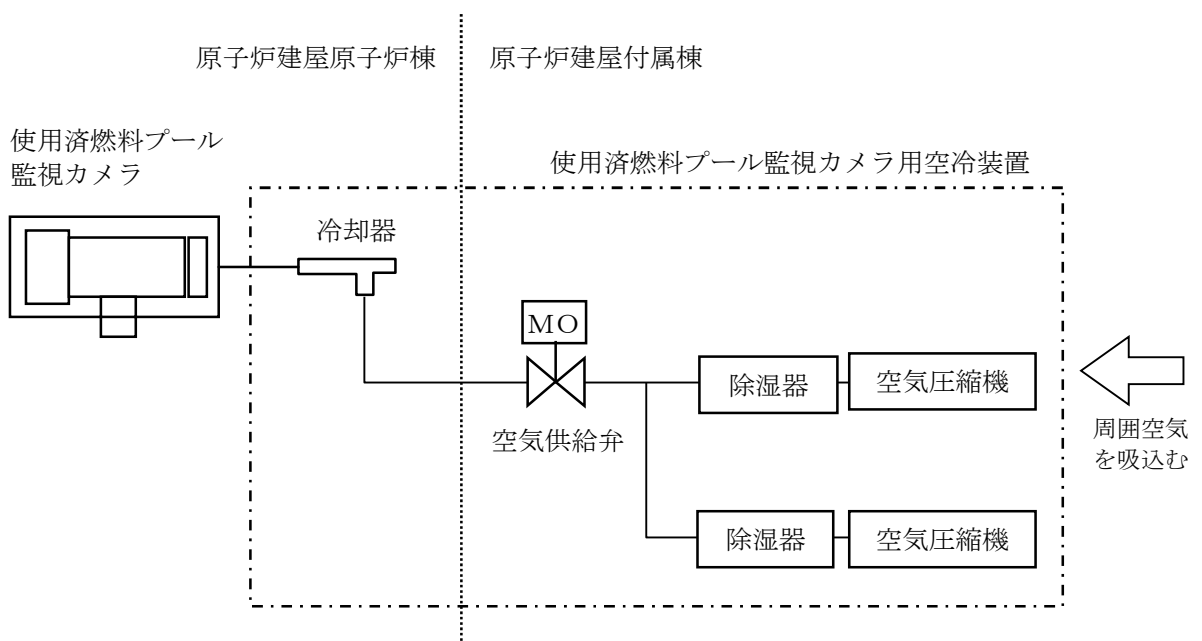 原子炉建屋原子炉棟
原子炉建屋付属棟
使用済燃料プール
監視カメラ
使用済燃料プール監視カメラ用空冷装置
冷却器
MO
空気供給弁
除湿器
空気圧縮機
周囲空気
を吸込む
除湿器
空気圧縮機